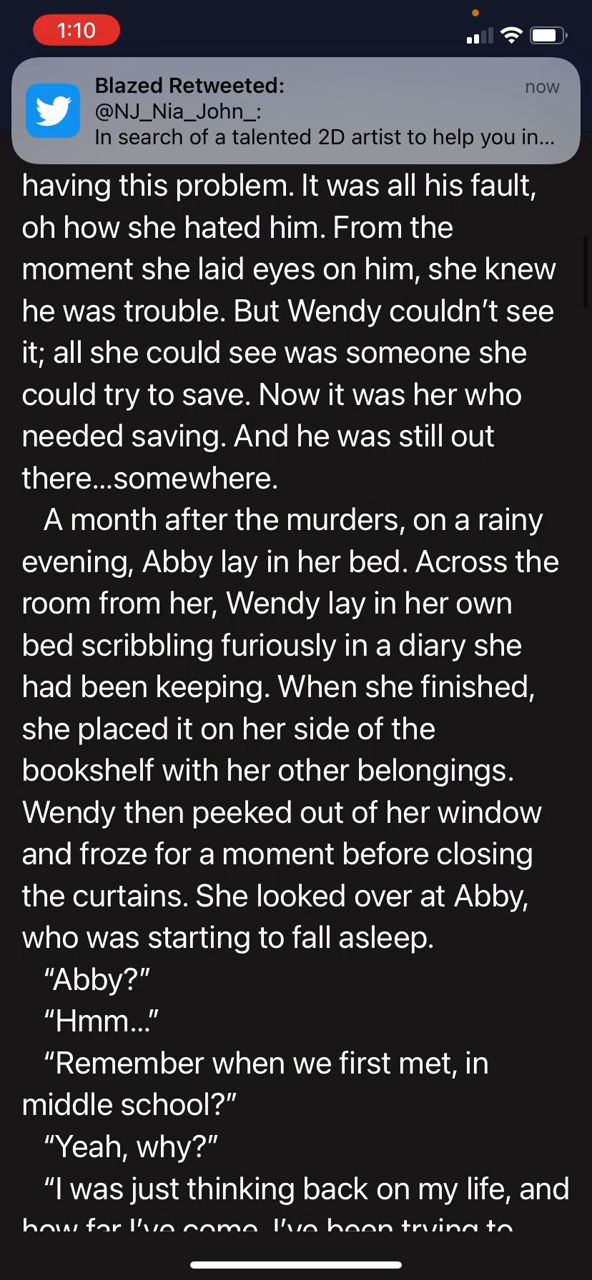 1:10
Blazed Retweeted:
now
@NJ_Nia_John_:
In search of a talented 2D artist to help you in...
having this problem. It was all his fault,
oh how she hated him. From the
moment she laid eyes on him, she knew
he was trouble. But Wendy couldn’t see
it; all she could see was someone she
could try to save. Now it was her who
needed saving. And he was still out
there...somewhere.
A month after the murders, on a rainy
evening, Abby lay in her bed. Across the
room from her, Wendy lay in her own
bed scribbling furiously in a diary she
had been keeping. When she finished,
she placed it on her side of the
bookshelf with her other belongings.
Wendy then peeked out of her window
and froze for a moment before closing
the curtains. She looked over at Abby,
who was starting to fall asleep.
“Abby?”
“Hmm...”
“Remember when we first met, in
middle school?”
“Yeah, why?”
“I was just thinking back on my life, and
how far I’ve come. I’ve been trying to